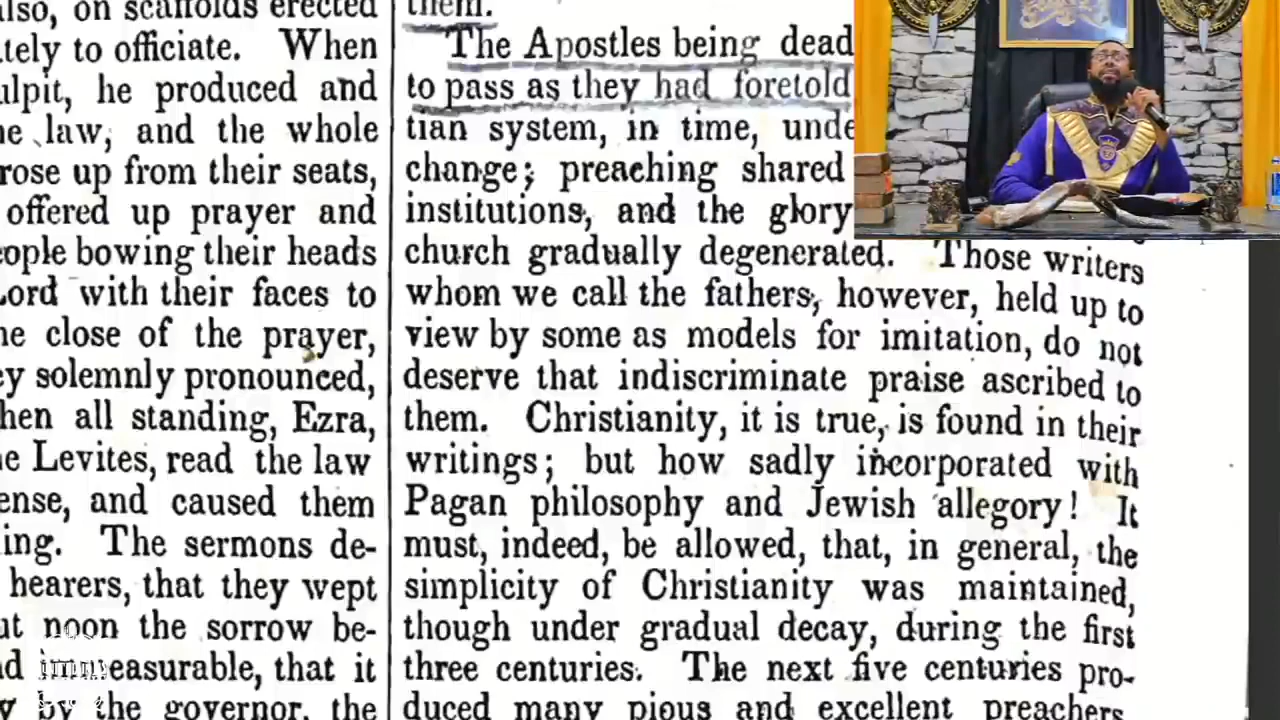 also, on scaffolds erected
tely to officiate. When
ulpit, he produced and
he law, and the whole
rose up from their seats,
offered up prayer and
eople bowing their heads
Lord with their faces to
he close of the prayer,
ey solemnly pronounced,
hen all standing, Ezra,
he Levites, read the law
ense, and caused them
ing. The sermons de-
hearers, that they wept
ut noon the sorrow be-
d unmeasurable, that it
y by the governor, the
them.
The Apostles being dead
to pass as they had foretold
tian system, in time, unde
change; preaching shared
institutions, and the glory
church gradually degenerated. Those writers
whom we call the fathers, however, held up to
view by some as models for imitation, do not
deserve that indiscriminate praise ascribed to
them. Christianity, it is true, is found in their
writings; but how sadly incorporated with
Pagan philosophy and Jewish allegory! It
must, indeed, be allowed, that, in general, the
simplicity of Christianity was maintained,
though under gradual decay, during the first
three centuries. The next five centuries pro-
duced many pious and excellent preachers